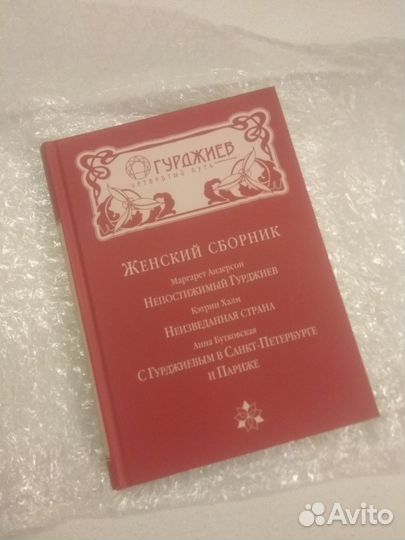 ГУРДЖИЕВ
ЧЕТВЕРТЫЙ ПУТЬ
ЖЕНСКИЙ СБОРНИК
Маргарет Андерсон
НЕПОСТИЖИМЫЙ ГУРДЖИЕВ
Кэтрин Халм
НЕИЗВЕДАННАЯ СТРАНА
Анна Бутковская
С ГУРДЖИЕВЫМ В САНКТ-ПЕТЕРБУРГЕ
И ПАРИЖЕ
Avito